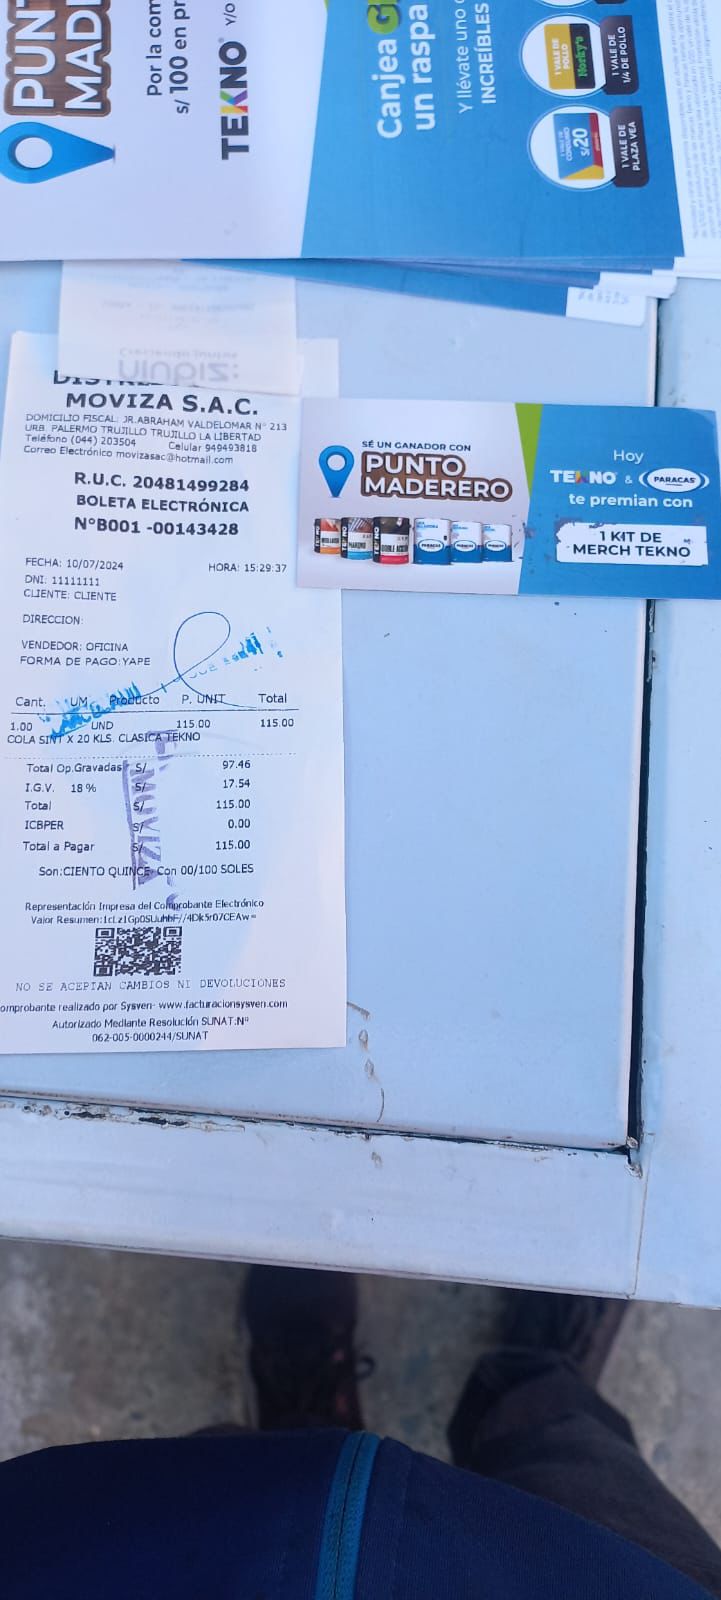 PUNT
MADE
Por la com
s/ 100 en pr
TEKNO Y/O
Canjea G
un raspa
Y llévate uno d
INCREÍBLES
1 VALE DE
POLLO
Norky's
1 VALE DE
1/4 DE POLLO
1 VALE DE
CONSUMO
S/20
1 VALE DE
PLAZA VEA
Creciendo juntos
niubiz:
MOVIZA S.A.C.
DOMICILIO FISCAL: JR.ABRAHAM VALDELOMAR N° 213
URB. PALERMO TRUJILLO TRUJILLO LA LIBERTAD
Teléfono (044) 203504 Celular 949493818
Correo Electrónico movizasac@hotmail.com
R.U.C. 20481499284
BOLETA ELECTRÓNICA
N°B001 -00143428
FECHA: 10/07/2024 HORA: 15:29:37
DNI: 11111111
CLIENTE: CLIENTE
DIRECCION:
VENDEDOR: OFICINA
FORMA DE PAGO:YAPE
Cant. UM Producto P. UNIT Total
1.00 UND 115.00 115.00
COLA SINT X 20 KLS. CLASICA TEKNO
Total Op.Gravadas S/ 97.46
I.G.V. 18 % S/ 17.54
Total S/ 115.00
ICBPER S/ 0.00
Total a Pagar S/ 115.00
Son:CIENTO QUINCE Con 00/100 SOLES
MOVIZA
Representación Impresa del Comprobante Electrónico
Valor Resumen:
NO SE ACEPTAN CAMBIOS NI DEVOLUCIONES
omprobante realizado por Sysven- www.facturacionsysven.com
Autorizado Mediante Resolución SUNAT:N°
062-005-0000244/SUNAT
SÉ UN GANADOR CON
PUNTO
MADERERO
Hoy
TEKNO & PARACAS
te premian con
1 KIT DE
MERCH TEKNO
PARACAS